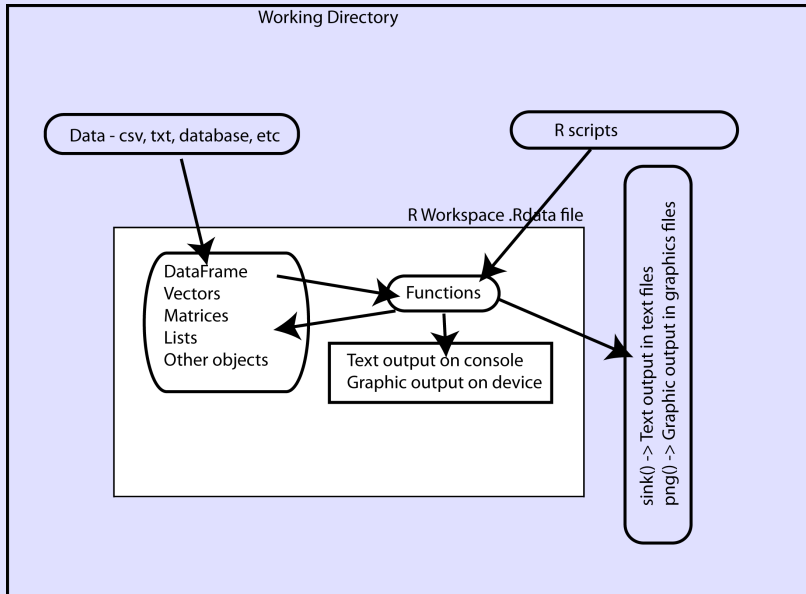 Working Directory
Data - csv, txt, database, etc
R scripts
R Workspace .Rdata file
DataFrame
Vectors
Matrices
Lists
Other objects
Functions
Text output on console
Graphic output on device
sink() -> Text output in text files
png() -> Graphic output in graphics files